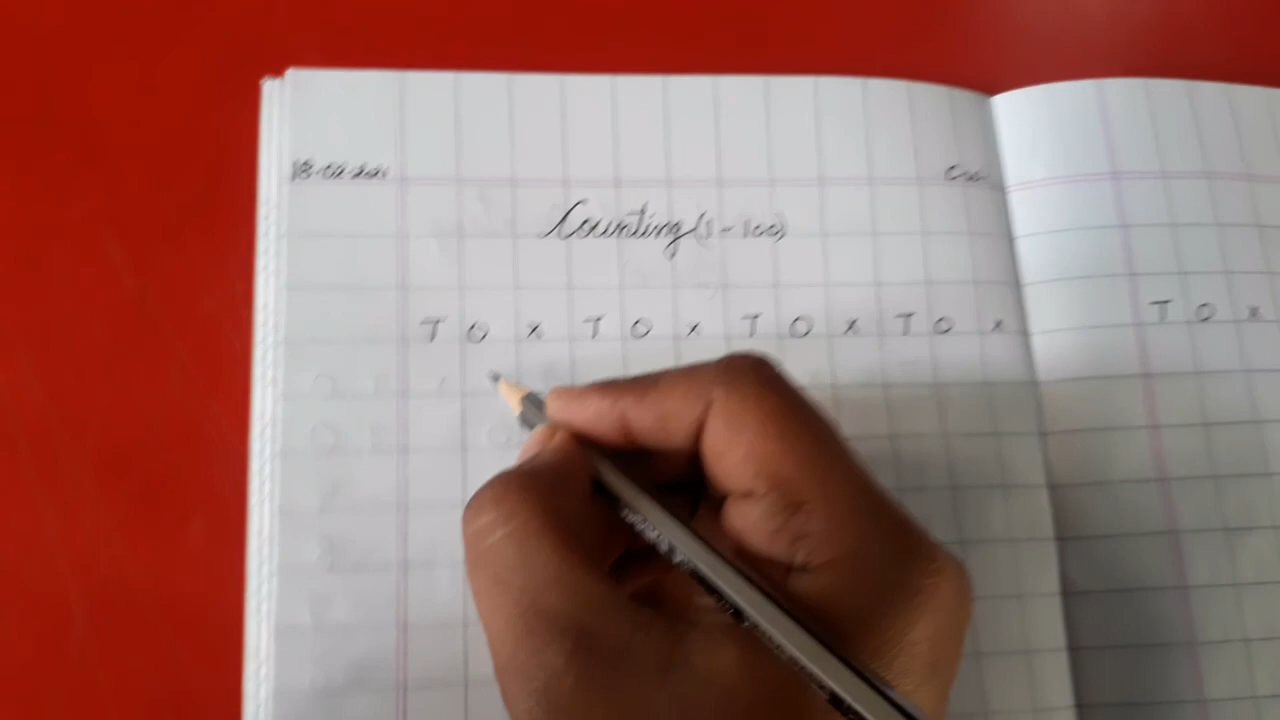 18-02-2021
Counting (1-100)
T O x T O x T O x T O x T O x